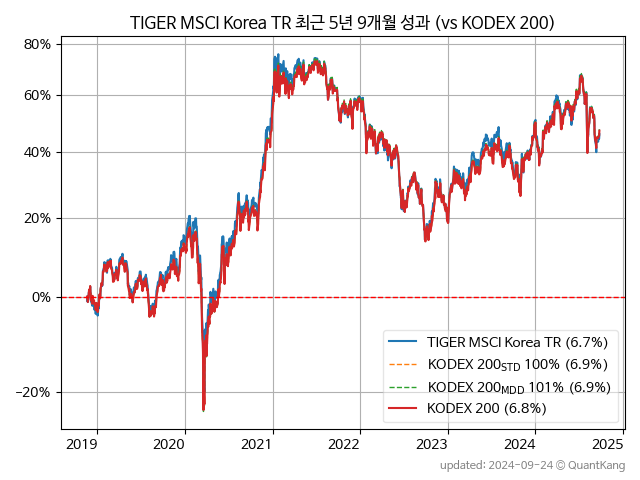 TIGER MSCI Korea TR 최근 5년 9개월 성과 (vs KODEX 200)
80%
60%
40%
20%
0%
−20%
TIGER MSCI Korea TR (6.7%)
KODEX 200STD 100% (6.9%)
KODEX 200MDD 101% (6.9%)
KODEX 200 (6.8%)
2019 2020 2021 2022 2023 2024 2025
updated: 2024-09-24 © QuantKang